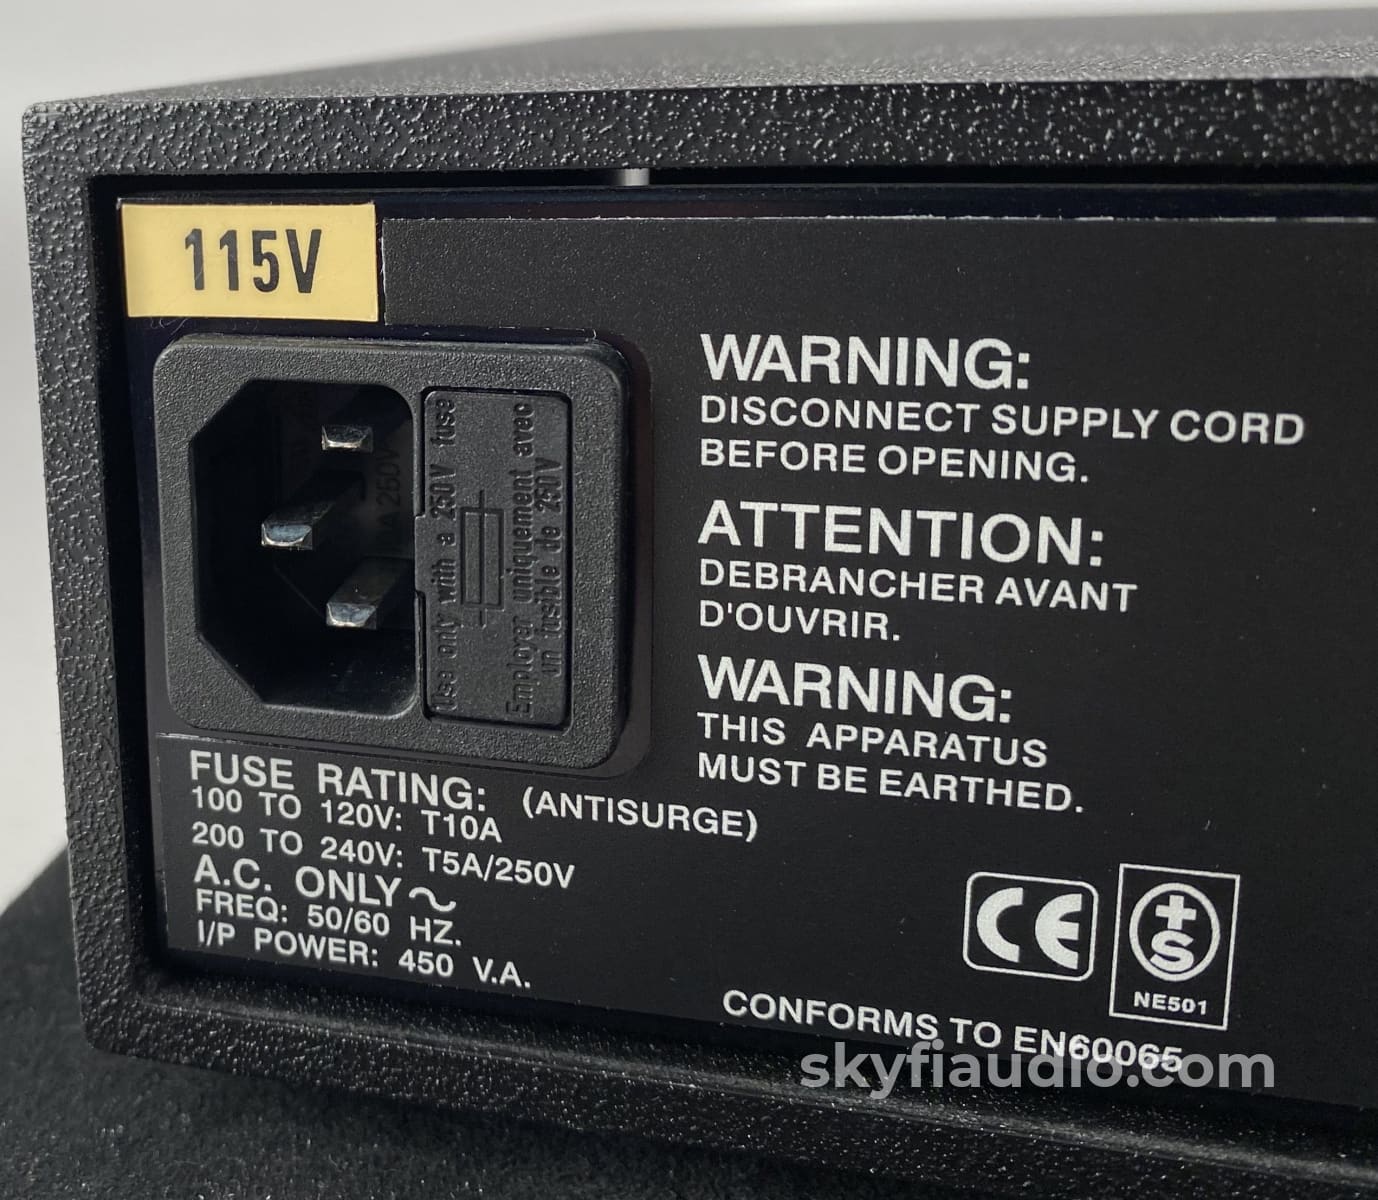 115V
WARNING:
DISCONNECT SUPPLY CORD
BEFORE OPENING.
ATTENTION:
DEBRANCHER AVANT
D'OUVRIR.
WARNING:
THIS APPARATUS
MUST BE EARTHED.
Use only with a 250V fuse
Employer uniquement avec
un fusible de 250V
250V
FUSE RATING: (ANTISURGE)
100 TO 120V: T10A
200 TO 240V: T5A/250V
A.C. ONLY ~
FREQ: 50/60 HZ.
I/P POWER: 450 V.A.
CE
+S
NE501
CONFORMS TO EN60065
skyfiaudio.com